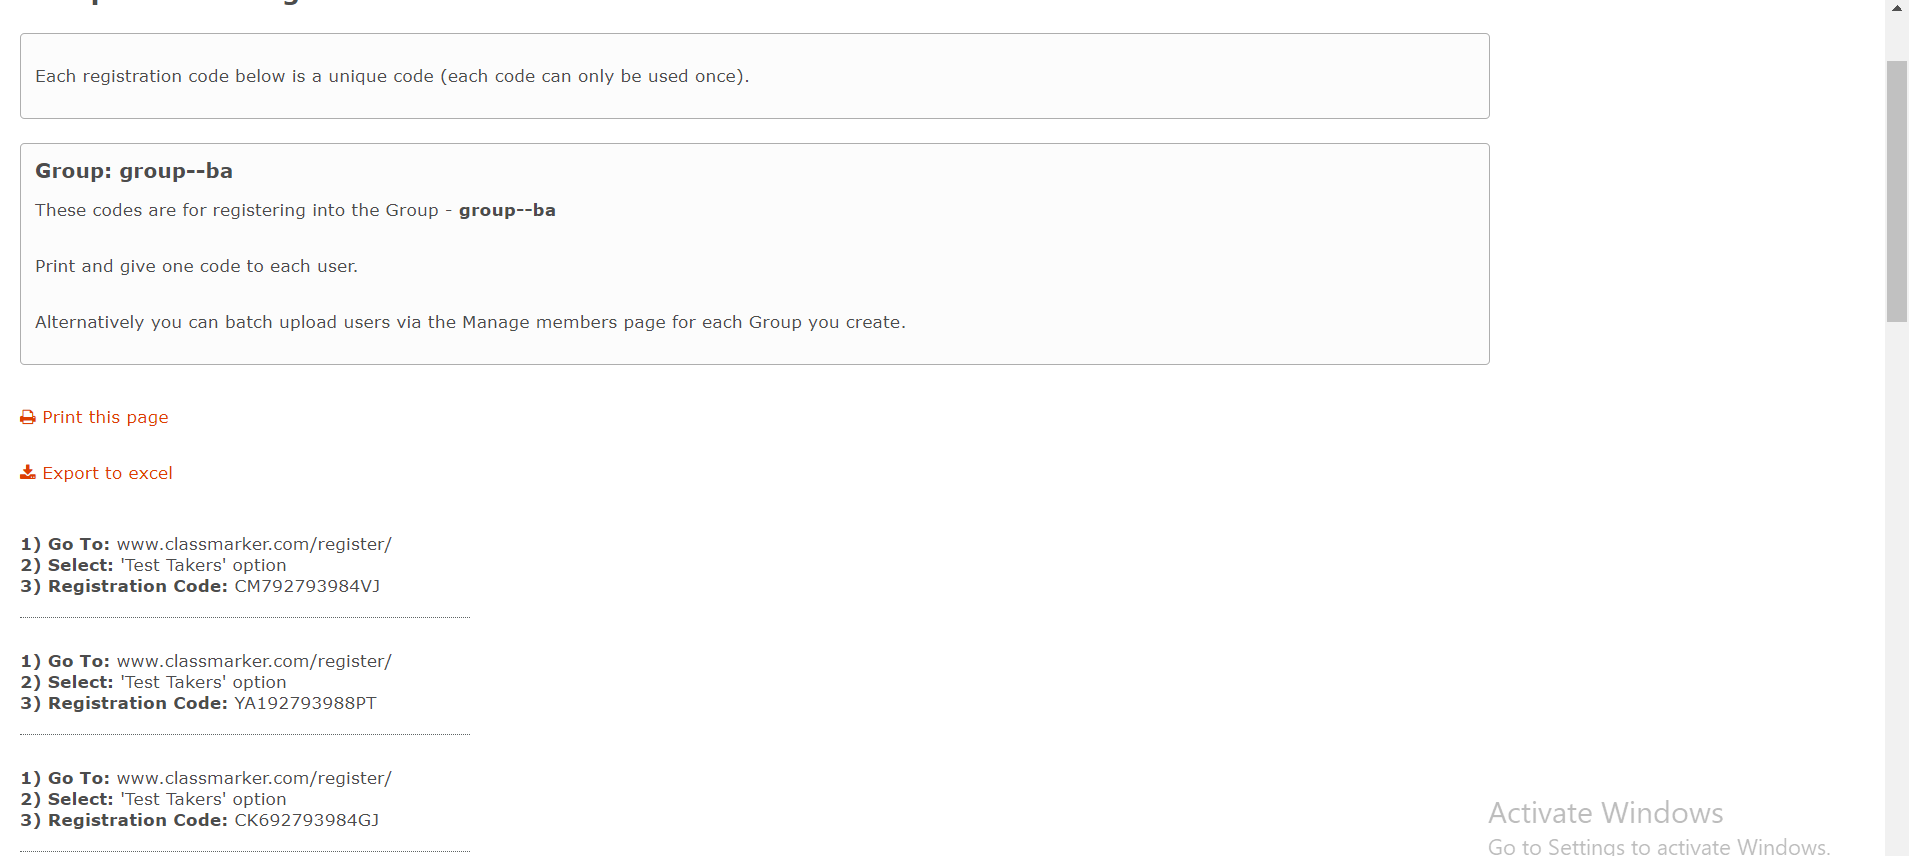 Each registration code below is a unique code (each code can only be used once).
Group: group--ba
These codes are for registering into the Group - group--ba
Print and give one code to each user.
Alternatively you can batch upload users via the Manage members page for each Group you create.
Print this page
Export to excel
1) Go To: www.classmarker.com/register/
2) Select: 'Test Takers' option
3) Registration Code: CM792793984VJ
1) Go To: www.classmarker.com/register/
2) Select: 'Test Takers' option
3) Registration Code: YA192793988PT
1) Go To: www.classmarker.com/register/
2) Select: 'Test Takers' option
3) Registration Code: CK692793984GJ
Activate Windows
Go to Settings to activate Windows.